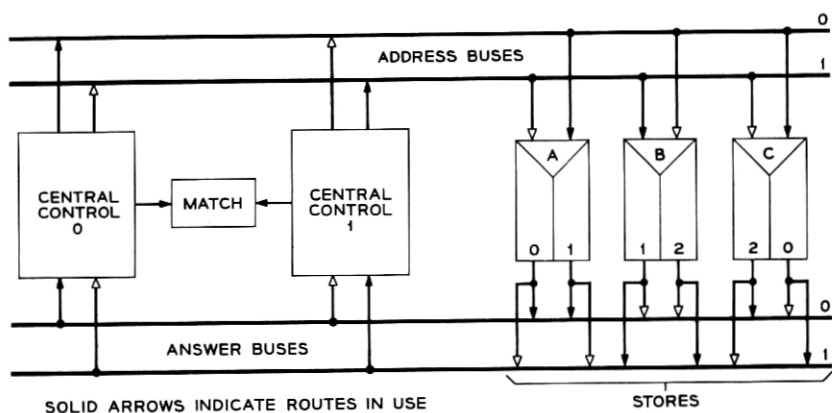 0
ADDRESS BUSES
1
A
B
C
CENTRAL
CONTROL
0
MATCH
CENTRAL
CONTROL
1
0 1
1 2
2 0
0
ANSWER BUSES
1
SOLID ARROWS INDICATE ROUTES IN USE
STORES